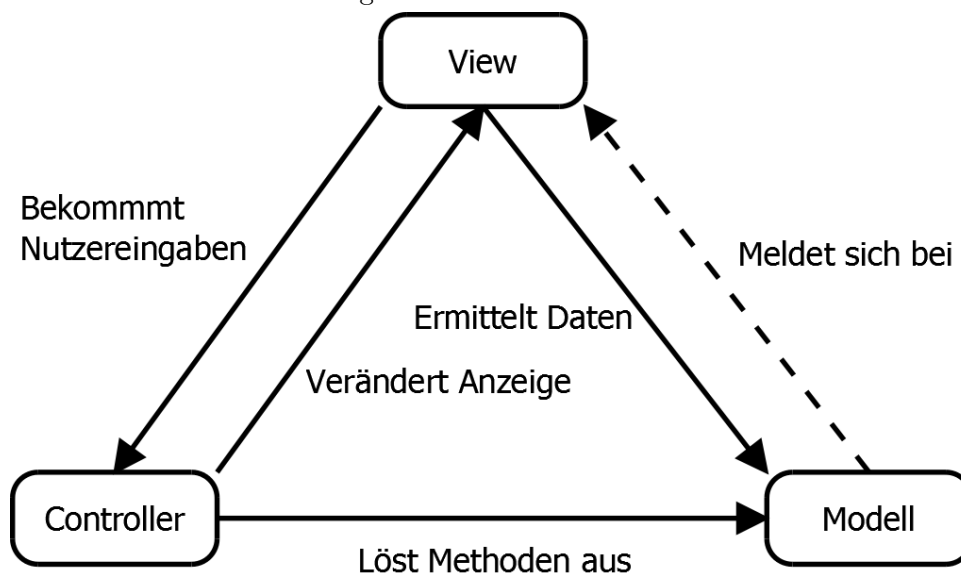 View
Bekommmt
Nutzereingaben
Meldet sich bei
Ermittelt Daten
Verändert Anzeige
Controller
Modell
Löst Methoden aus